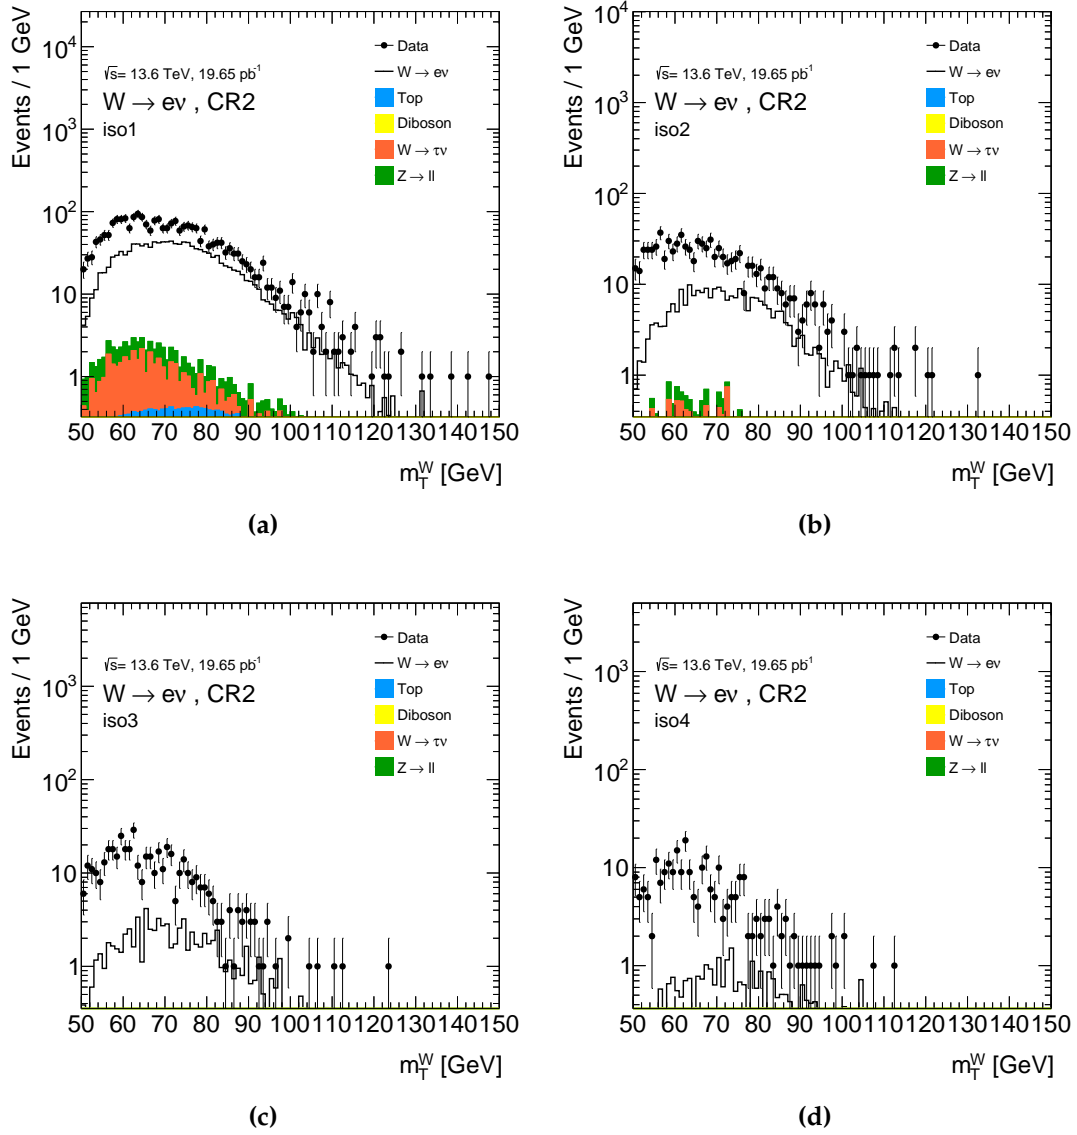 Events / 1 GeV
10⁴
10³
10²
10
1
√s= 13.6 TeV, 19.65 pb⁻¹
W → eν , CR2
iso1
Data
W → eν
Top
Diboson
W → τν
Z → ll
50 60 70 80 90 100 110 120 130 140 150
m_T^W [GeV]
(a)
Events / 1 GeV
10³
10²
10
1
√s= 13.6 TeV, 19.65 pb⁻¹
W → eν , CR2
iso2
Data
W → eν
Top
Diboson
W → τν
Z → ll
50 60 70 80 90 100 110 120 130 140 150
m_T^W [GeV]
(b)
Events / 1 GeV
10³
10²
10
1
√s= 13.6 TeV, 19.65 pb⁻¹
W → eν , CR2
iso3
Data
W → eν
Top
Diboson
W → τν
Z → ll
50 60 70 80 90 100 110 120 130 140 150
m_T^W [GeV]
(c)
Events / 1 GeV
10³
10²
10
1
√s= 13.6 TeV, 19.65 pb⁻¹
W → eν , CR2
iso4
Data
W → eν
Top
Diboson
W → τν
Z → ll
50 60 70 80 90 100 110 120 130 140 150
m_T^W [GeV]
(d)